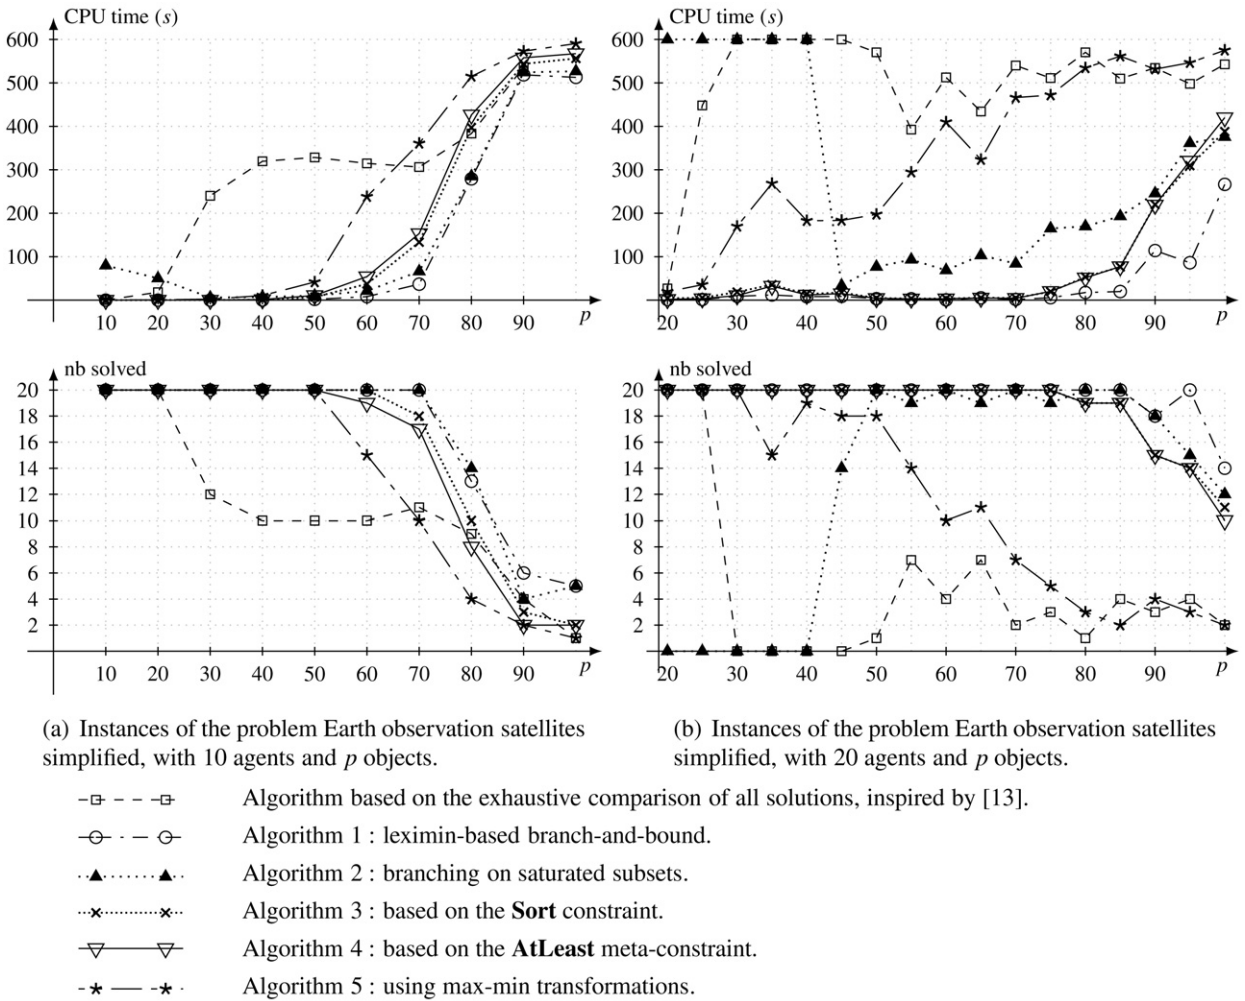 CPU time (s)
600
500
400
300
200
100
10 20 30 40 50 60 70 80 90 p
CPU time (s)
600
500
400
300
200
100
20 30 40 50 60 70 80 90 p
nb solved
20
18
16
14
12
10
8
6
4
2
10 20 30 40 50 60 70 80 90 p
nb solved
20
18
16
14
12
10
8
6
4
2
20 30 40 50 60 70 80 90 p
(a) Instances of the problem Earth observation satellites
simplified, with 10 agents and p objects.
(b) Instances of the problem Earth observation satellites
simplified, with 20 agents and p objects.
Algorithm based on the exhaustive comparison of all solutions, inspired by [13].
Algorithm 1 : leximin-based branch-and-bound.
Algorithm 2 : branching on saturated subsets.
Algorithm 3 : based on the Sort constraint.
Algorithm 4 : based on the AtLeast meta-constraint.
Algorithm 5 : using max-min transformations.